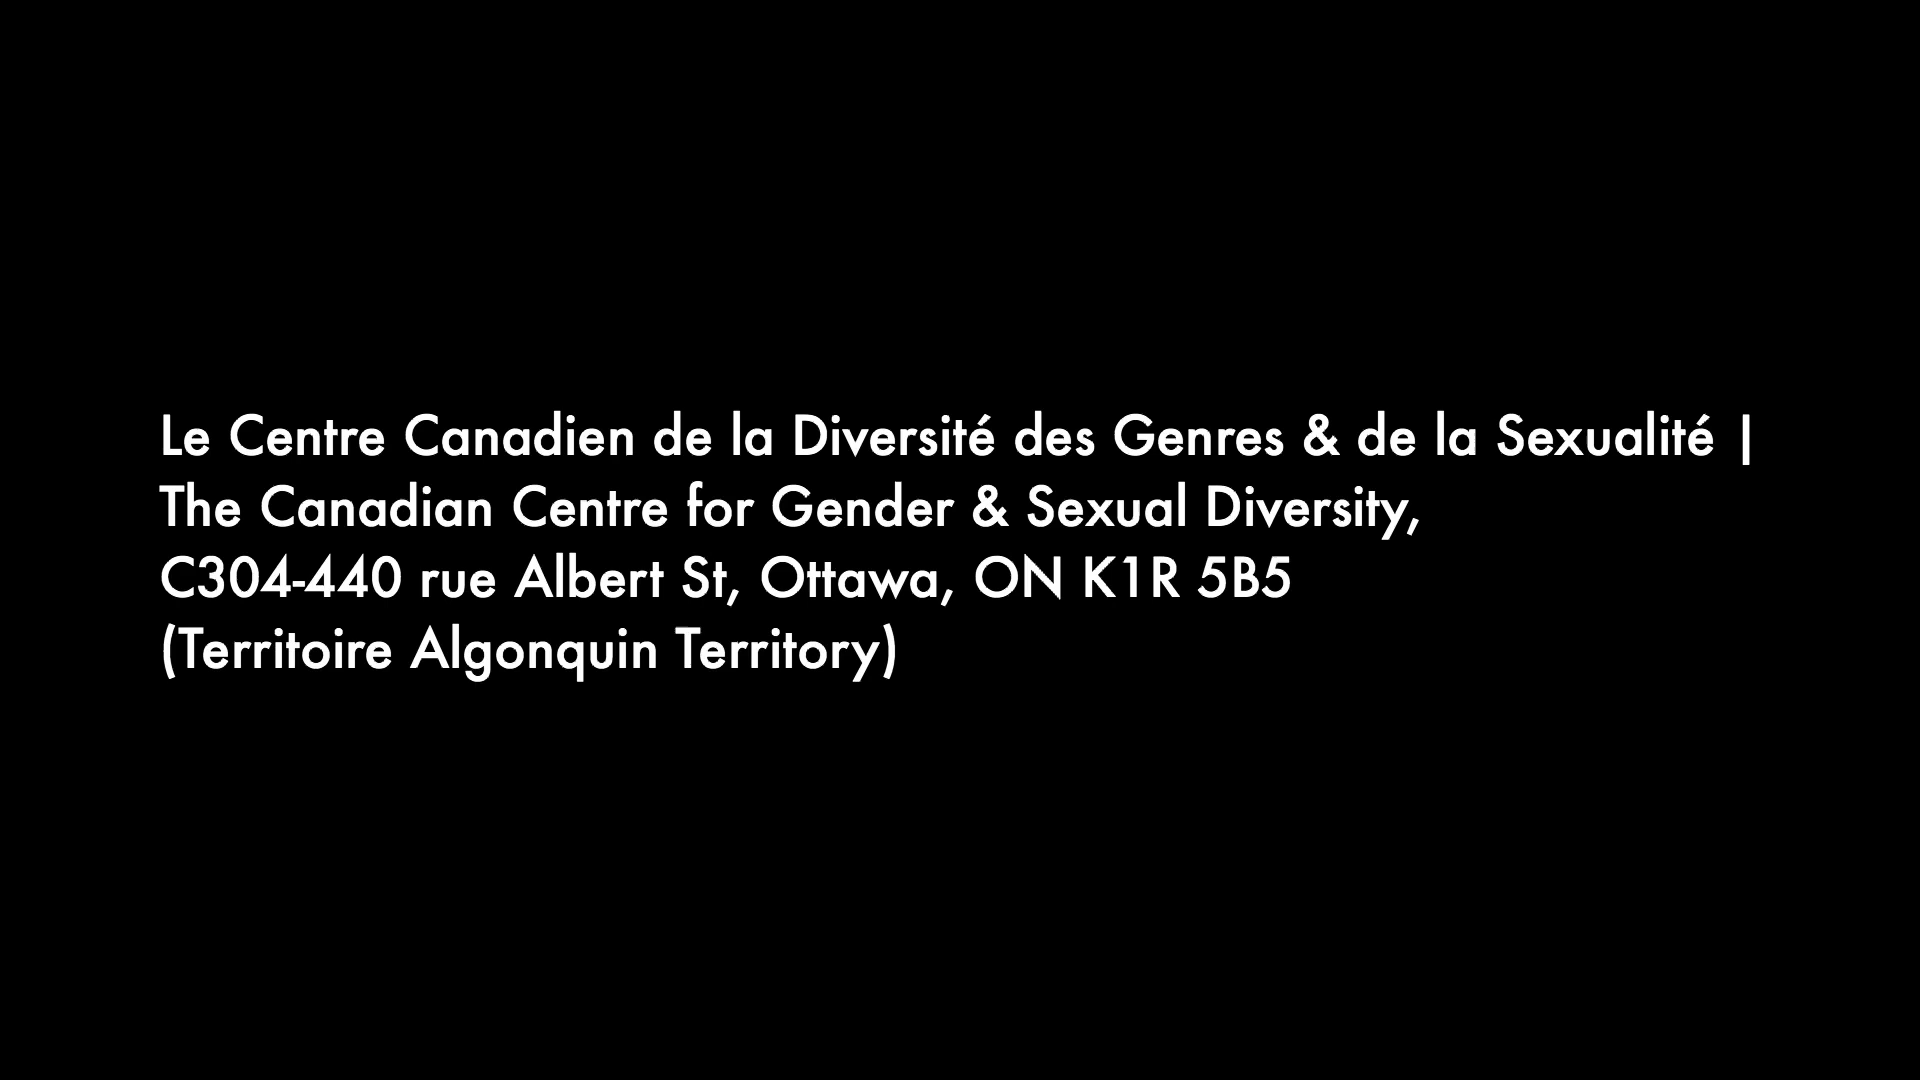 Le Centre Canadien de la Diversité des Genres & de la Sexualité |
The Canadian Centre for Gender & Sexual Diversity,
C304-440 rue Albert St, Ottawa, ON K1R 5B5
(Territoire Algonquin Territory)